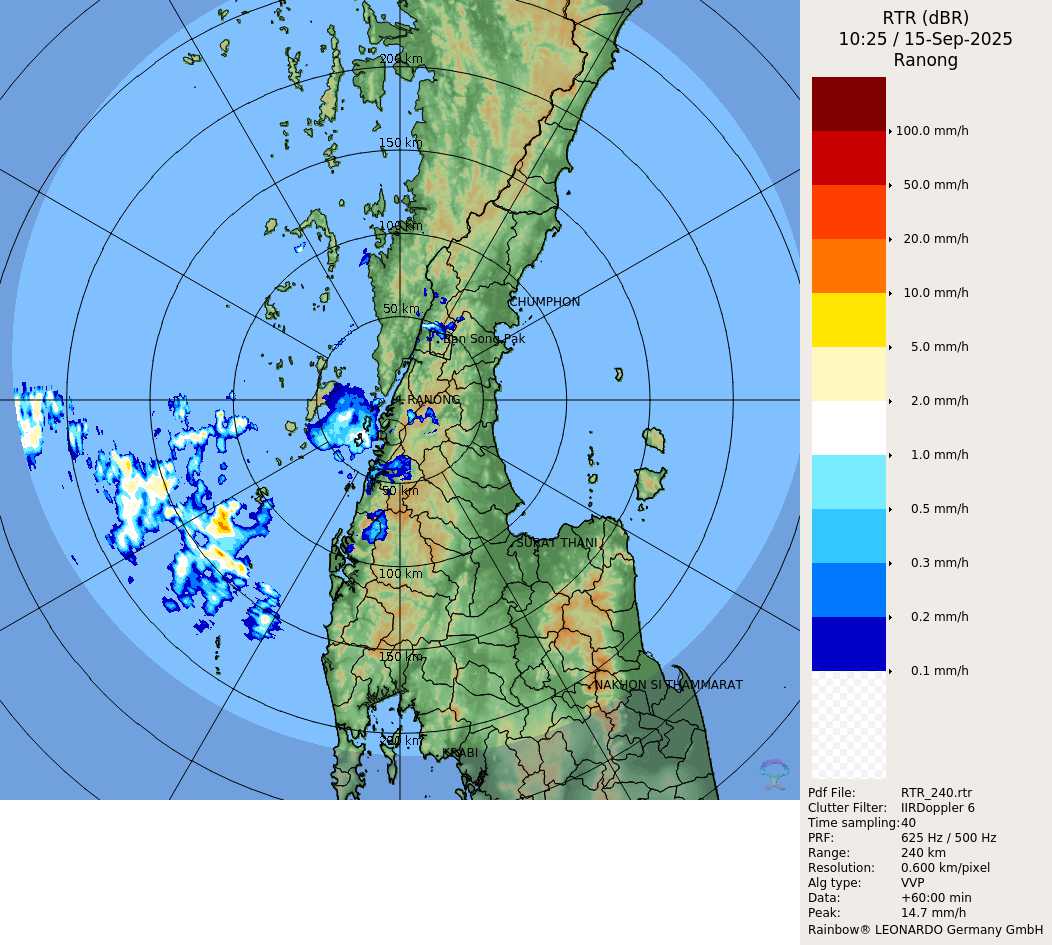 RTR (dBR)
10:25 / 15-Sep-2025
Ranong
200 km
150 km
100 km
50 km
CHUMPHON
Ban Song Pak
RANONG
50 km
SURAT THANI
100 km
150 km
NAKHON SI THAMMARAT
200 km
KRABI
100.0 mm/h
50.0 mm/h
20.0 mm/h
10.0 mm/h
5.0 mm/h
2.0 mm/h
1.0 mm/h
0.5 mm/h
0.3 mm/h
0.2 mm/h
0.1 mm/h
Pdf File: RTR_240.rtr
Clutter Filter: IIRDoppler 6
Time sampling: 40
PRF: 625 Hz / 500 Hz
Range: 240 km
Resolution: 0.600 km/pixel
Alg type: VVP
Data: +60:00 min
Peak: 14.7 mm/h
Rainbow® LEONARDO Germany GmbH